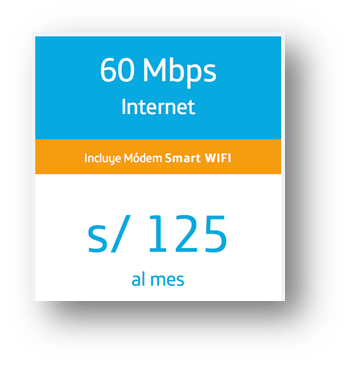 60 Mbps
Internet
Incluye Módem Smart WIFI
s/ 125
al mes